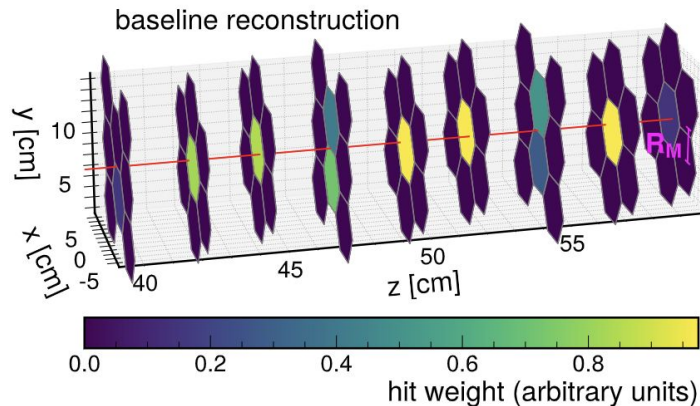 baseline reconstruction
y [cm]
10
5
R_M
x [cm]
5
0
-5
40
45
50
55
z [cm]
0.0 0.2 0.4 0.6 0.8
hit weight (arbitrary units)